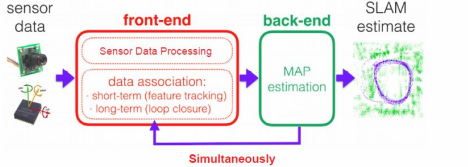 sensor
data
front-end
Sensor Data Processing
data association:
- short-term (feature tracking)
- long-term (loop closure)
back-end
MAP
estimation
SLAM
estimate
Simultaneously